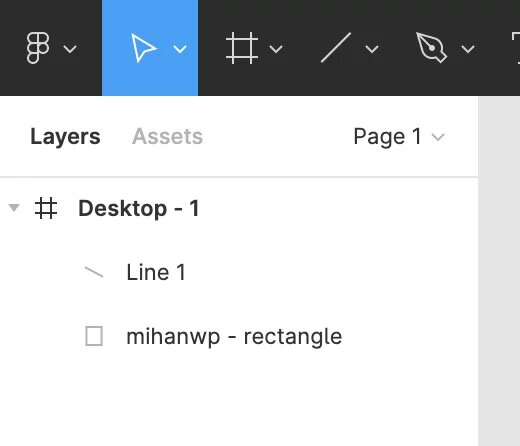 Layers Assets Page 1
Desktop - 1
Line 1
mihanwp - rectangle